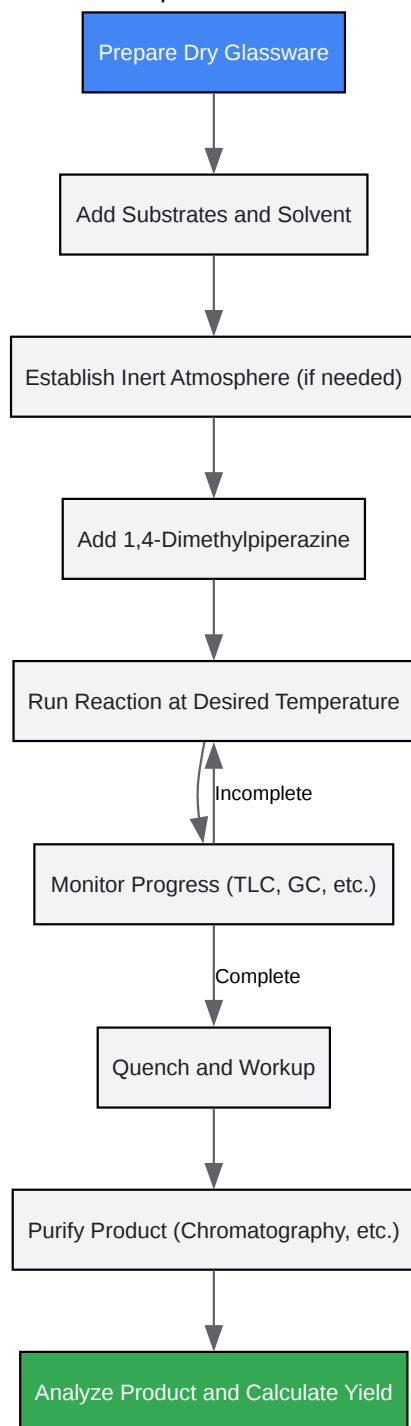 Prepare Dry Glassware
Add Substrates and Solvent
Establish Inert Atmosphere (if needed)
Add 1,4-Dimethylpiperazine
Run Reaction at Desired Temperature
Incomplete
Monitor Progress (TLC, GC, etc.)
Complete
Quench and Workup
Purify Product (Chromatography, etc.)
Analyze Product and Calculate Yield